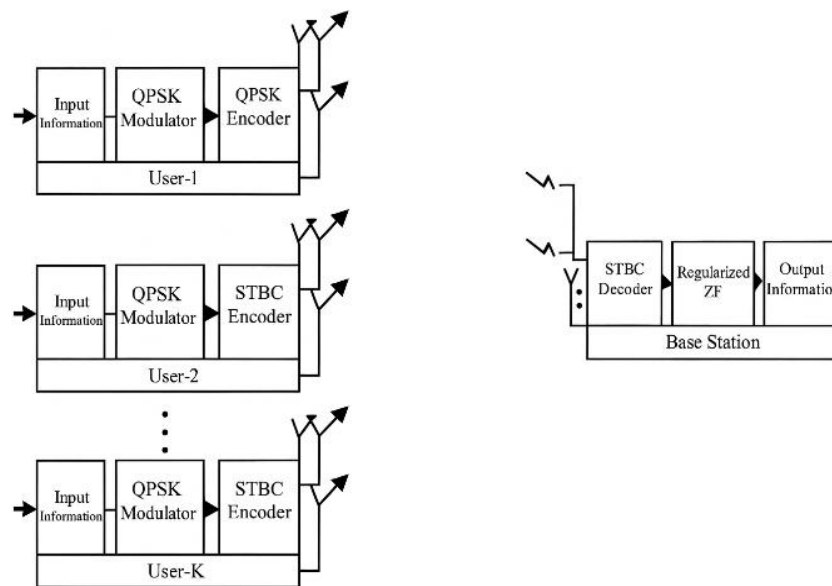 Input
Information
QPSK
Modulator
QPSK
Encoder
User-1
Input
Information
QPSK
Modulator
STBC
Encoder
User-2
Input
Information
QPSK
Modulator
STBC
Encoder
User-K
STBC
Decoder
Regularized
ZF
Output
Information
Base Station